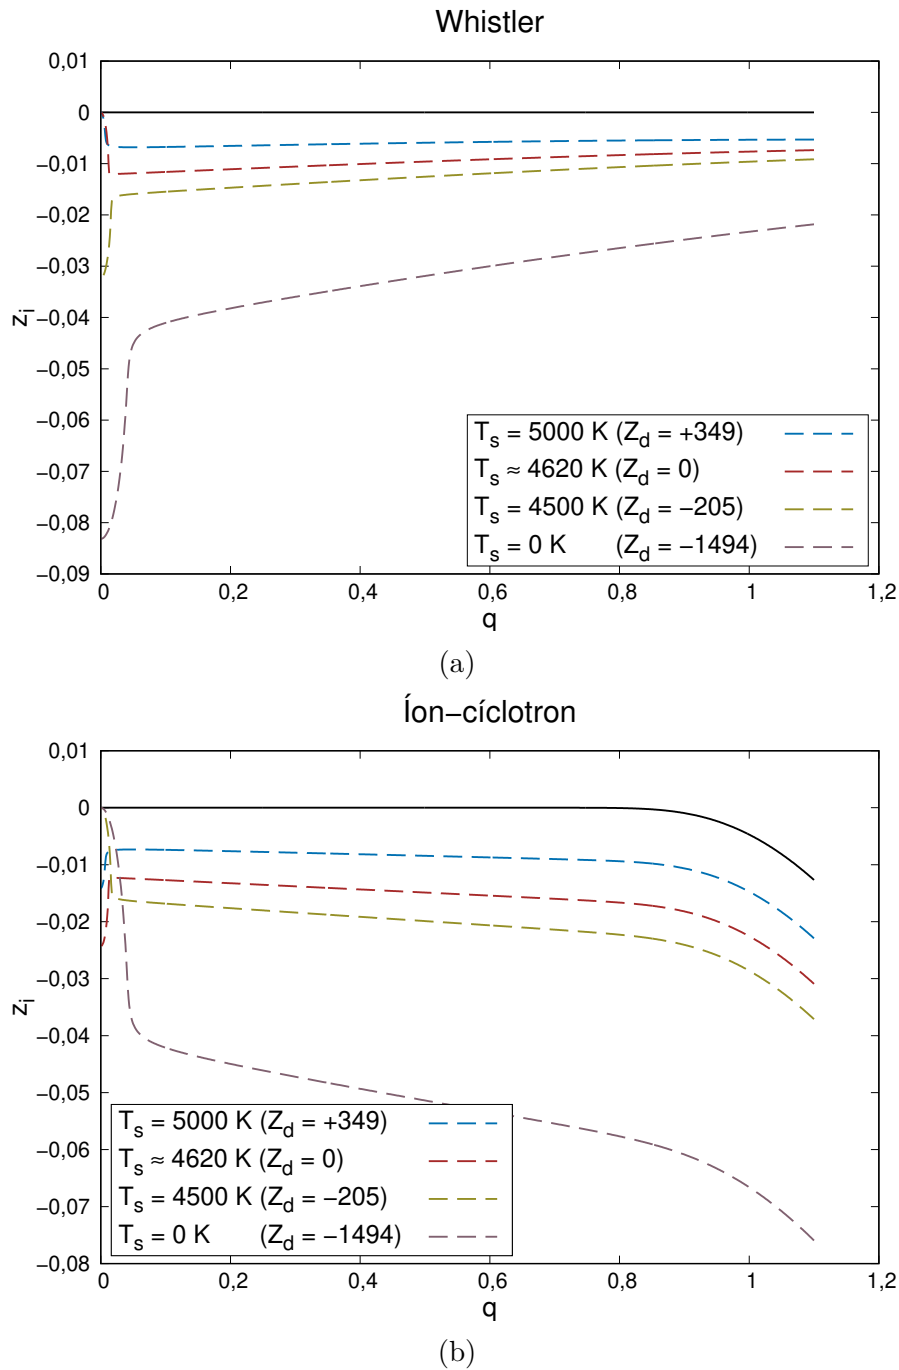 Whistler
0,01
0
−0,01
−0,02
−0,03
−0,04
−0,05
−0,06
−0,07
−0,08
−0,09
z_i
T_s = 5000 K (Z_d = +349)
T_s ≈ 4620 K (Z_d = 0)
T_s = 4500 K (Z_d = −205)
T_s = 0 K (Z_d = −1494)
0 0,2 0,4 0,6 0,8 1 1,2
q
(a)
Íon−cíclotron
0,01
0
−0,01
−0,02
−0,03
−0,04
−0,05
−0,06
−0,07
−0,08
z_i
T_s = 5000 K (Z_d = +349)
T_s ≈ 4620 K (Z_d = 0)
T_s = 4500 K (Z_d = −205)
T_s = 0 K (Z_d = −1494)
0 0,2 0,4 0,6 0,8 1 1,2
q
(b)